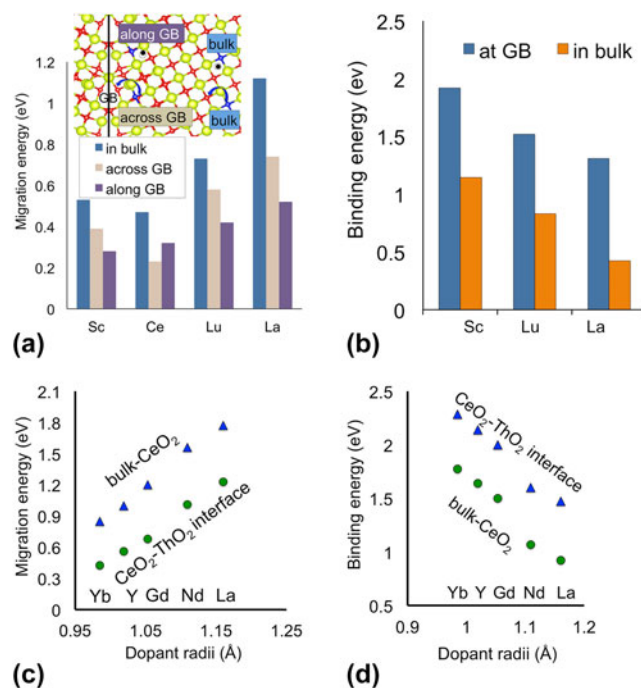 along GB
bulk
GB
across GB
bulk
in bulk
across GB
along GB
Migration energy (eV)
1.2
1
0.8
0.6
0.4
0.2
0
Sc Ce Lu La
(a)
at GB in bulk
Binding energy (ev)
2.5
2
1.5
1
0.5
0
Sc Lu La
(b)
Migration energy (eV)
2.1
1.8
1.5
1.2
0.9
0.6
0.3
0
bulk-CeO₂
CeO₂-ThO₂ interface
Yb Y Gd Nd La
0.95 1.05 1.15 1.25
Dopant radii (Å)
(c)
Binding energy (eV)
2.5
2
1.5
1
0.5
CeO₂-ThO₂ interface
bulk-CeO₂
Yb Y Gd Nd La
0.9 1 1.1 1.2
Dopant radii (Å)
(d)